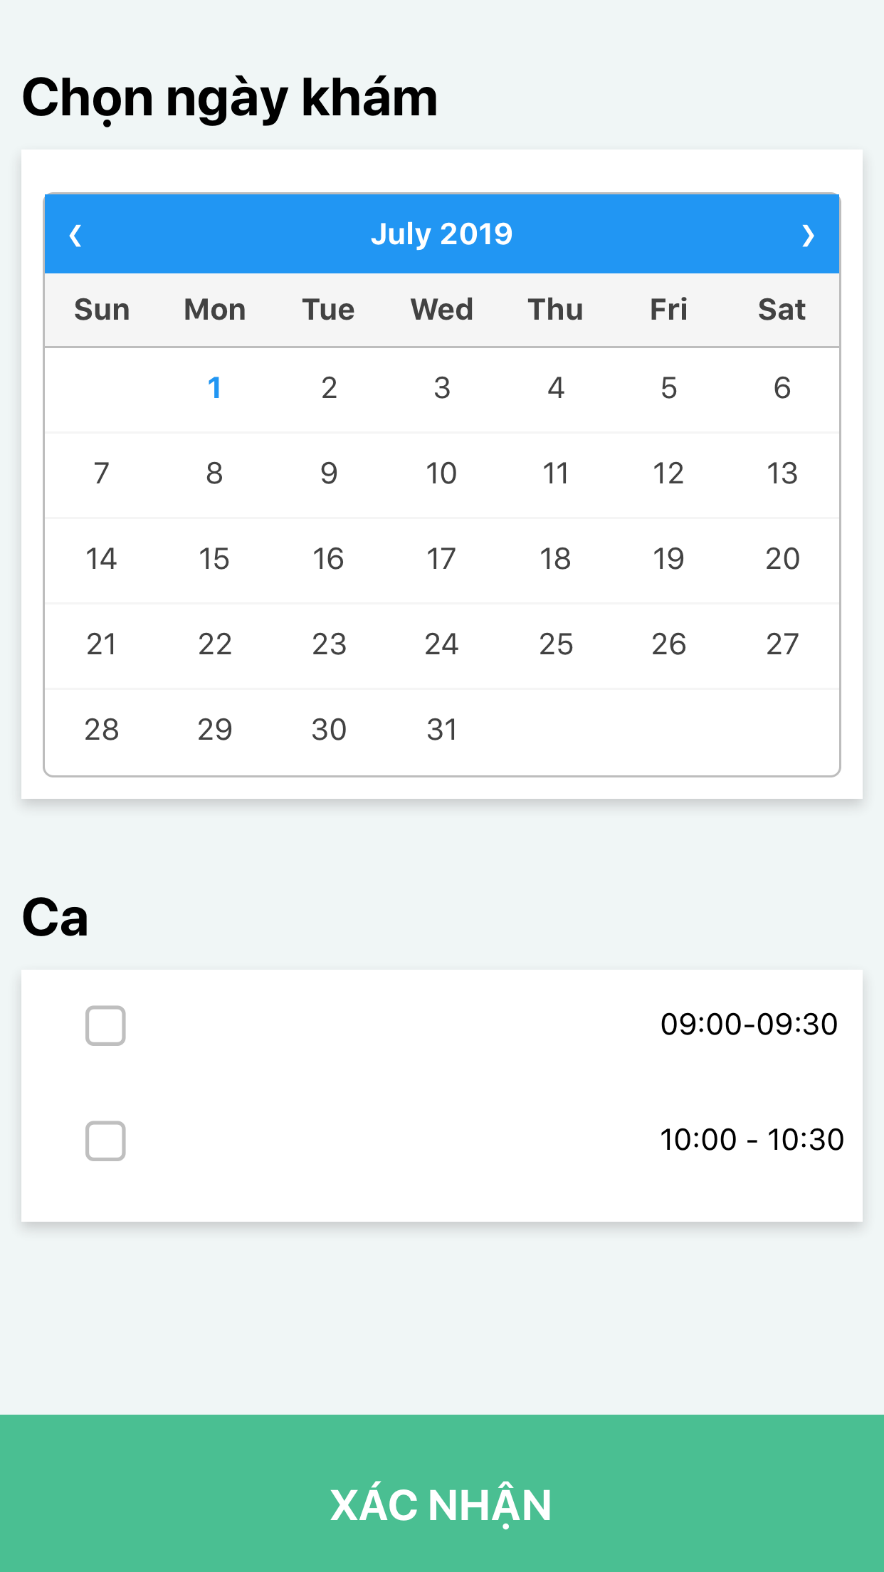 Chọn ngày khám
❮ July 2019 ❯
Sun Mon Tue Wed Thu Fri Sat
1 2 3 4 5 6
7 8 9 10 11 12 13
14 15 16 17 18 19 20
21 22 23 24 25 26 27
28 29 30 31
Ca
09:00-09:30
10:00 - 10:30
XÁC NHẬN